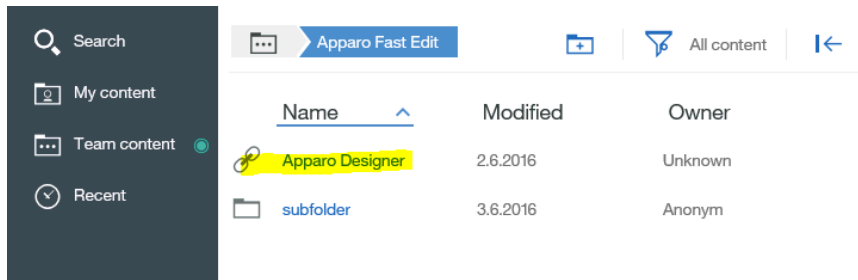 Search
My content
Team content
Recent
Apparo Fast Edit
All content
Name Modified Owner
Apparo Designer 2.6.2016 Unknown
subfolder 3.6.2016 Anonym